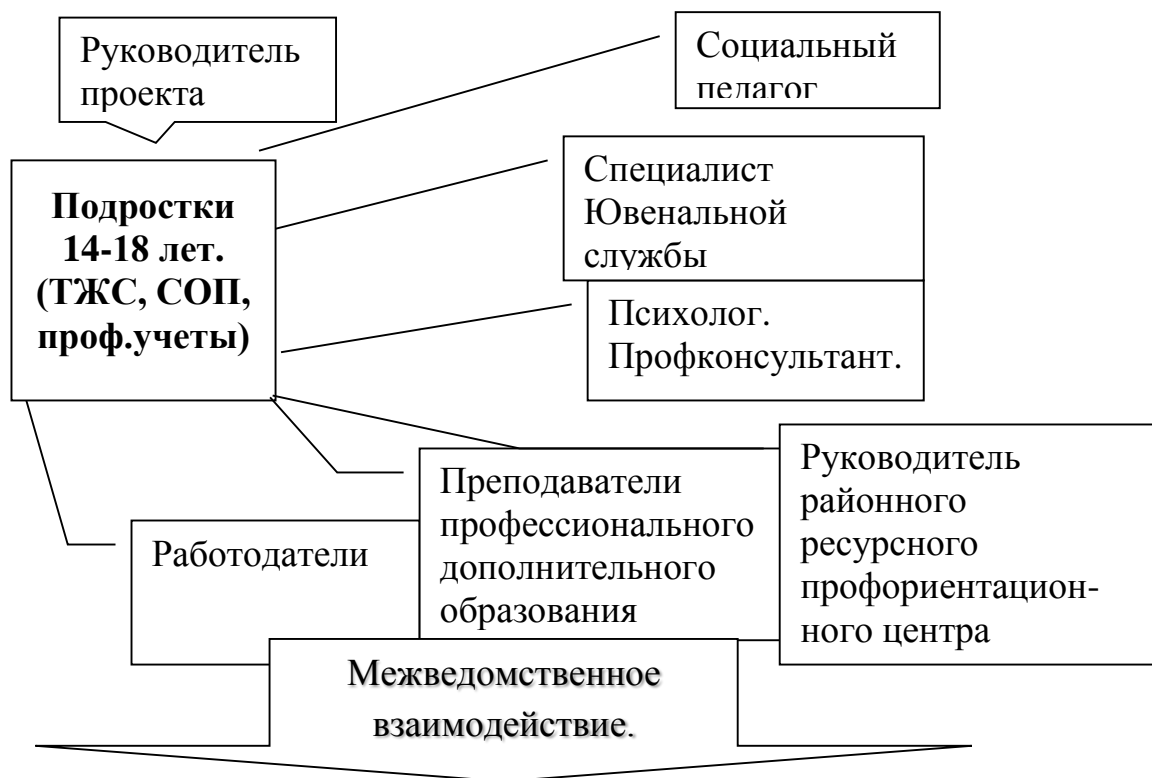 Руководитель
проекта
Социальный
педагог
Подростки
14-18 лет.
(ТЖС, СОП,
проф.учеты)
Специалист
Ювенальной
службы
Психолог.
Профконсультант.
Работодатели
Преподаватели
профессионального
дополнительного
образования
Руководитель
районного
ресурсного
профориентацион-
ного центра
Межведомственное
взаимодействие.